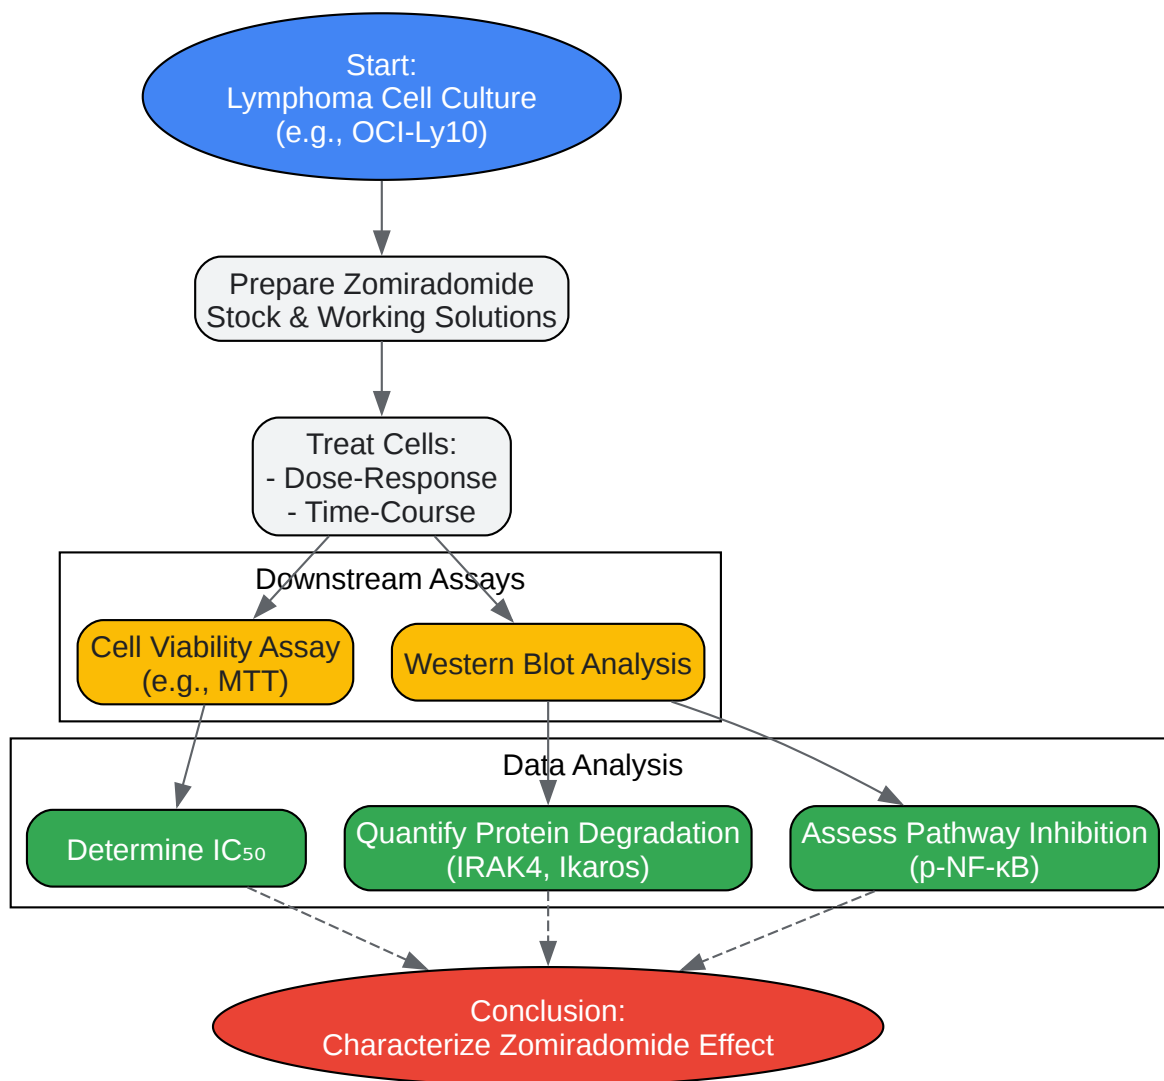 Start:
Lymphoma Cell Culture
(e.g., OCI-Ly10)
Prepare Zomiradomide
Stock & Working Solutions
Treat Cells:
- Dose-Response
- Time-Course
Downstream Assays
Cell Viability Assay
(e.g., MTT)
Western Blot Analysis
Data Analysis
Determine IC₅₀
Quantify Protein Degradation
(IRAK4, Ikaros)
Assess Pathway Inhibition
(p-NF-κB)
Conclusion:
Characterize Zomiradomide Effect